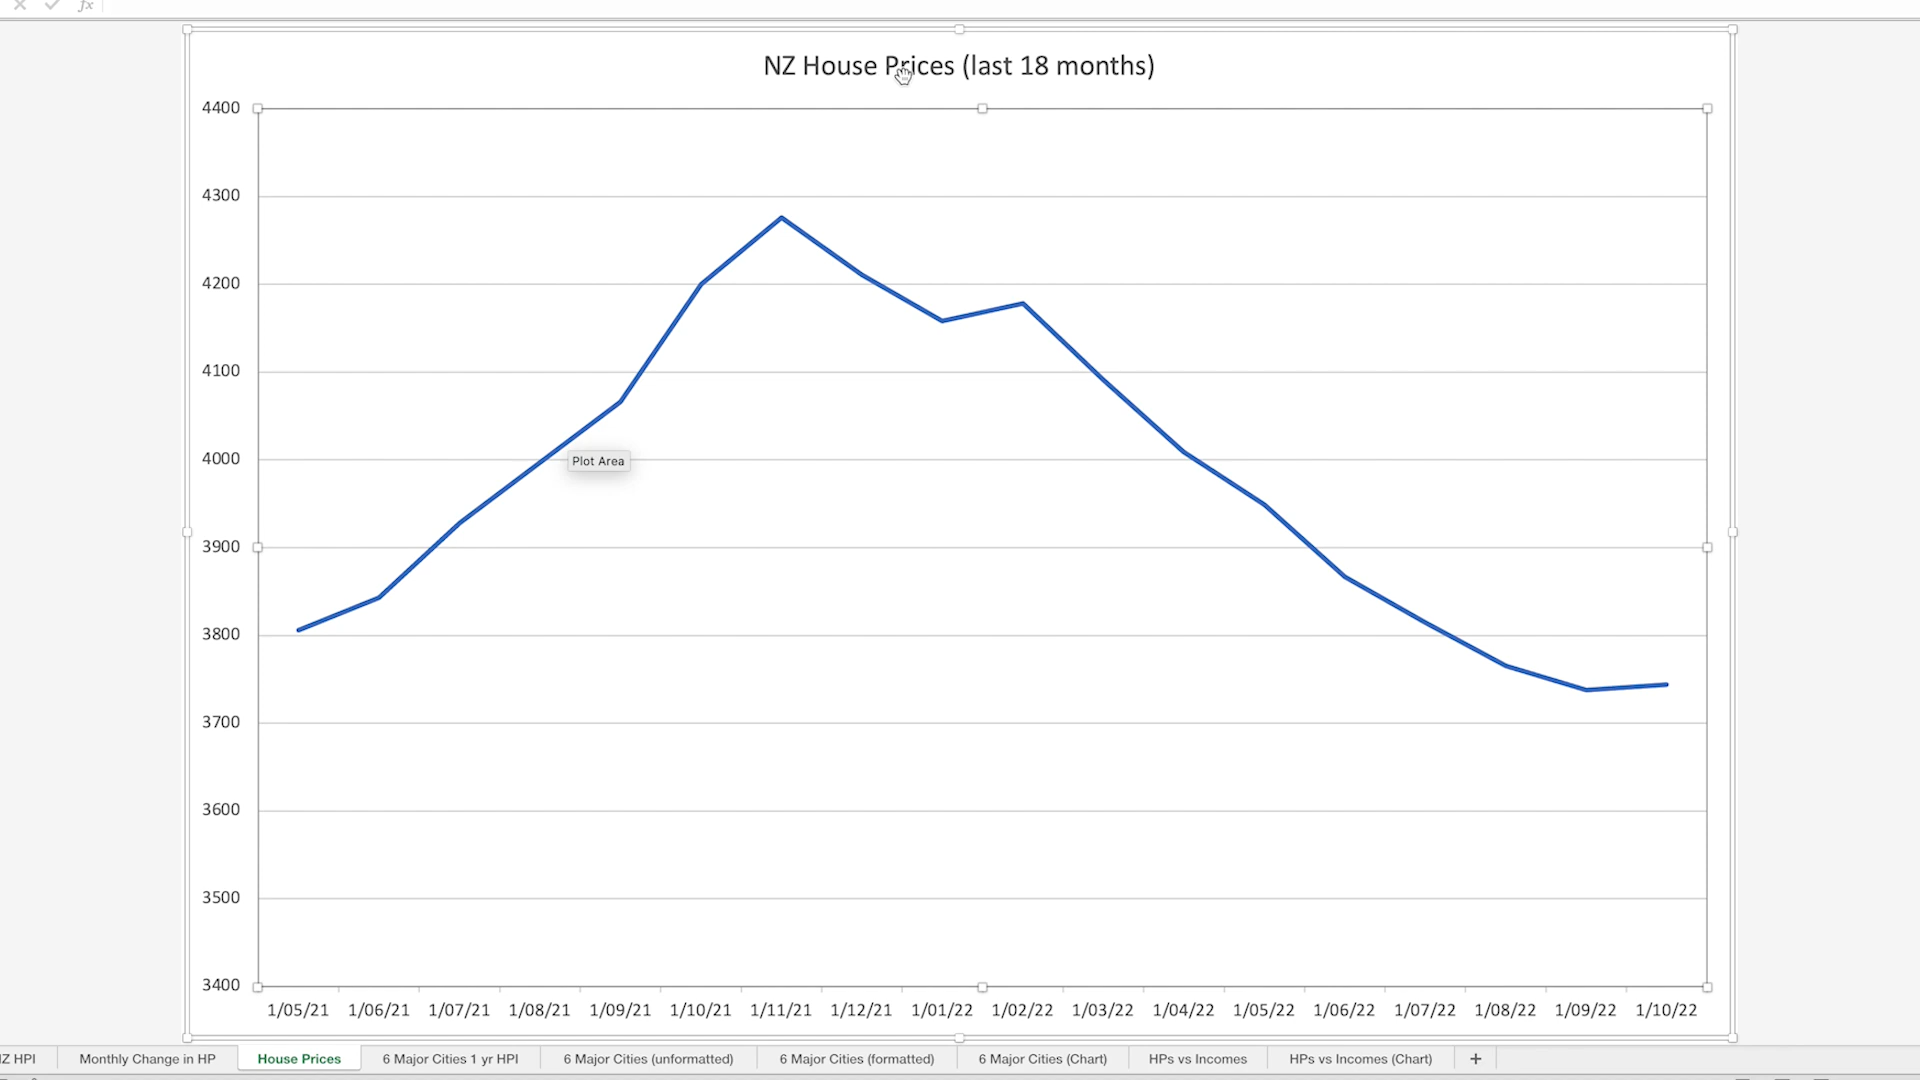 fx
NZ House Prices (last 18 months)
4400
4300
4200
4100
4000
3900
3800
3700
3600
3500
3400
Plot Area
1/05/21 1/06/21 1/07/21 1/08/21 1/09/21 1/10/21 1/11/21 1/12/21 1/01/22 1/02/22 1/03/22 1/04/22 1/05/22 1/06/22 1/07/22 1/08/22 1/09/22 1/10/22
HPI Monthly Change in HP House Prices 6 Major Cities 1 yr HPI 6 Major Cities (unformatted) 6 Major Cities (formatted) 6 Major Cities (Chart) HPs vs Incomes HPs vs Incomes (Chart) +